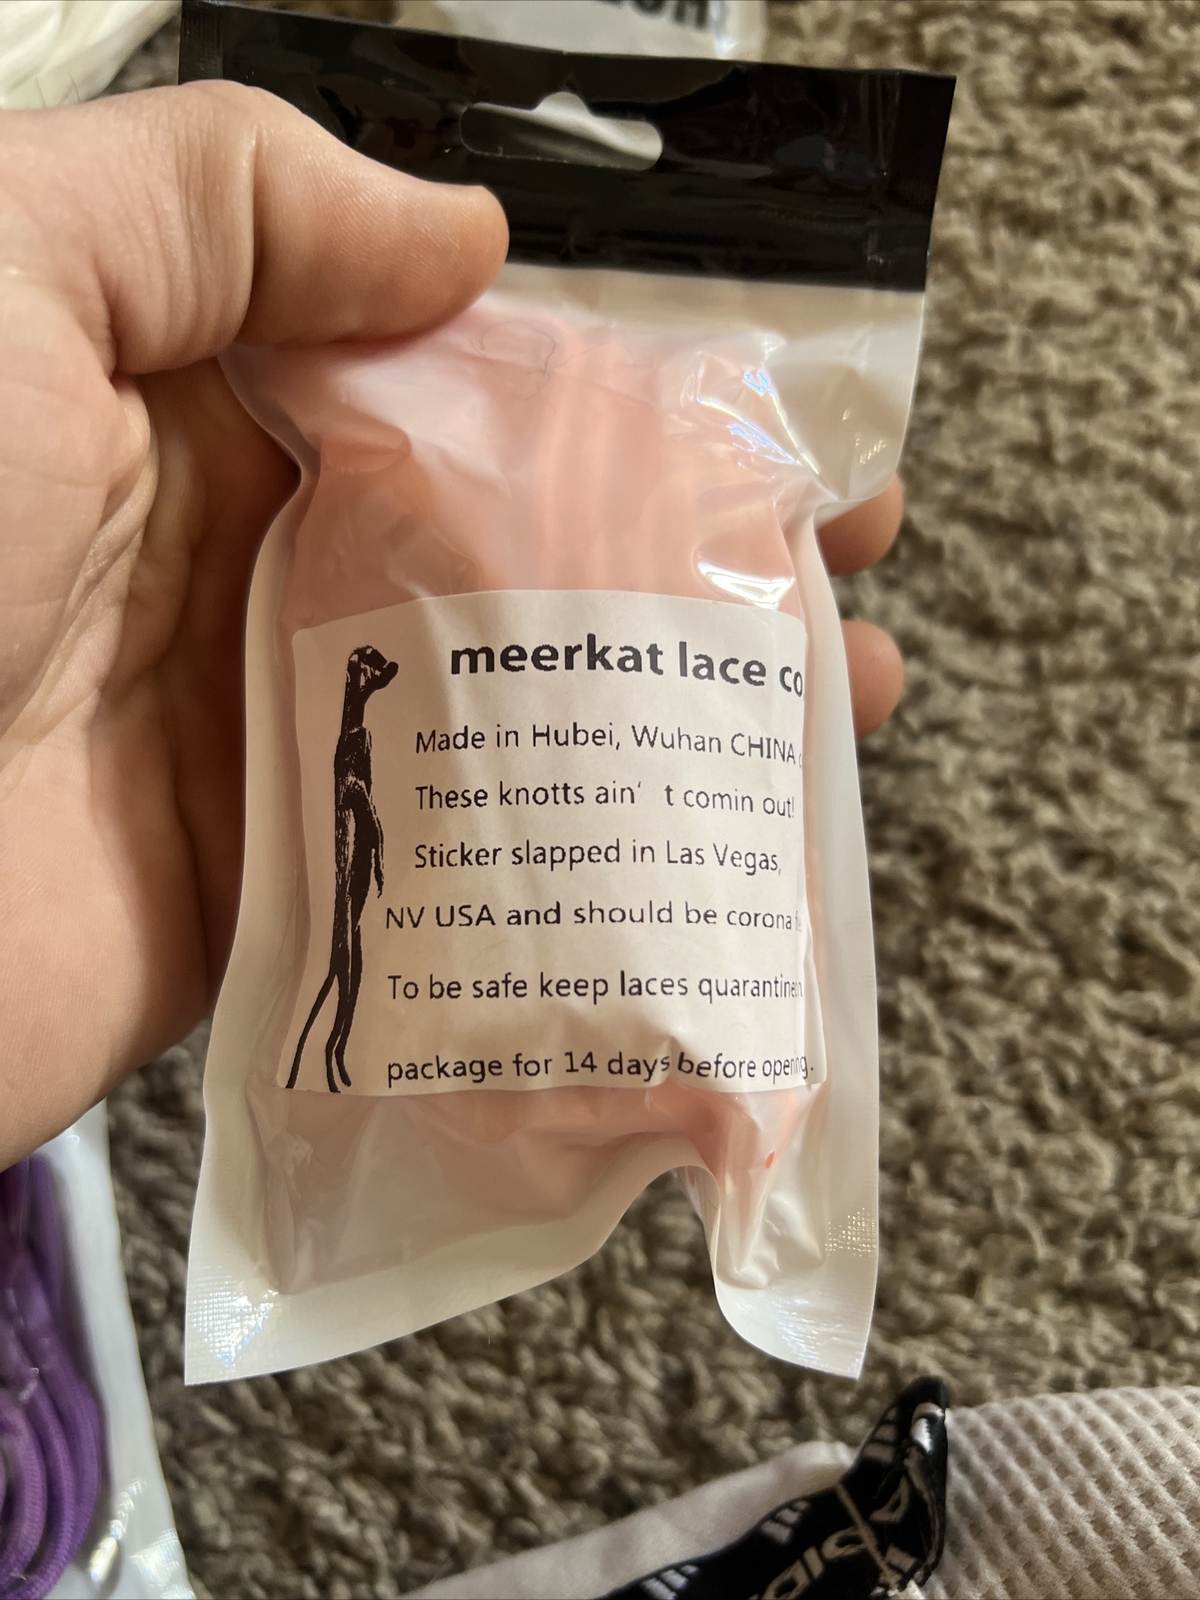 meerkat lace co
Made in Hubei, Wuhan CHINA
These knotts ain' t comin out!
Sticker slapped in Las Vegas,
NV USA and should be corona
To be safe keep laces quarantine
package for 14 days before opening.